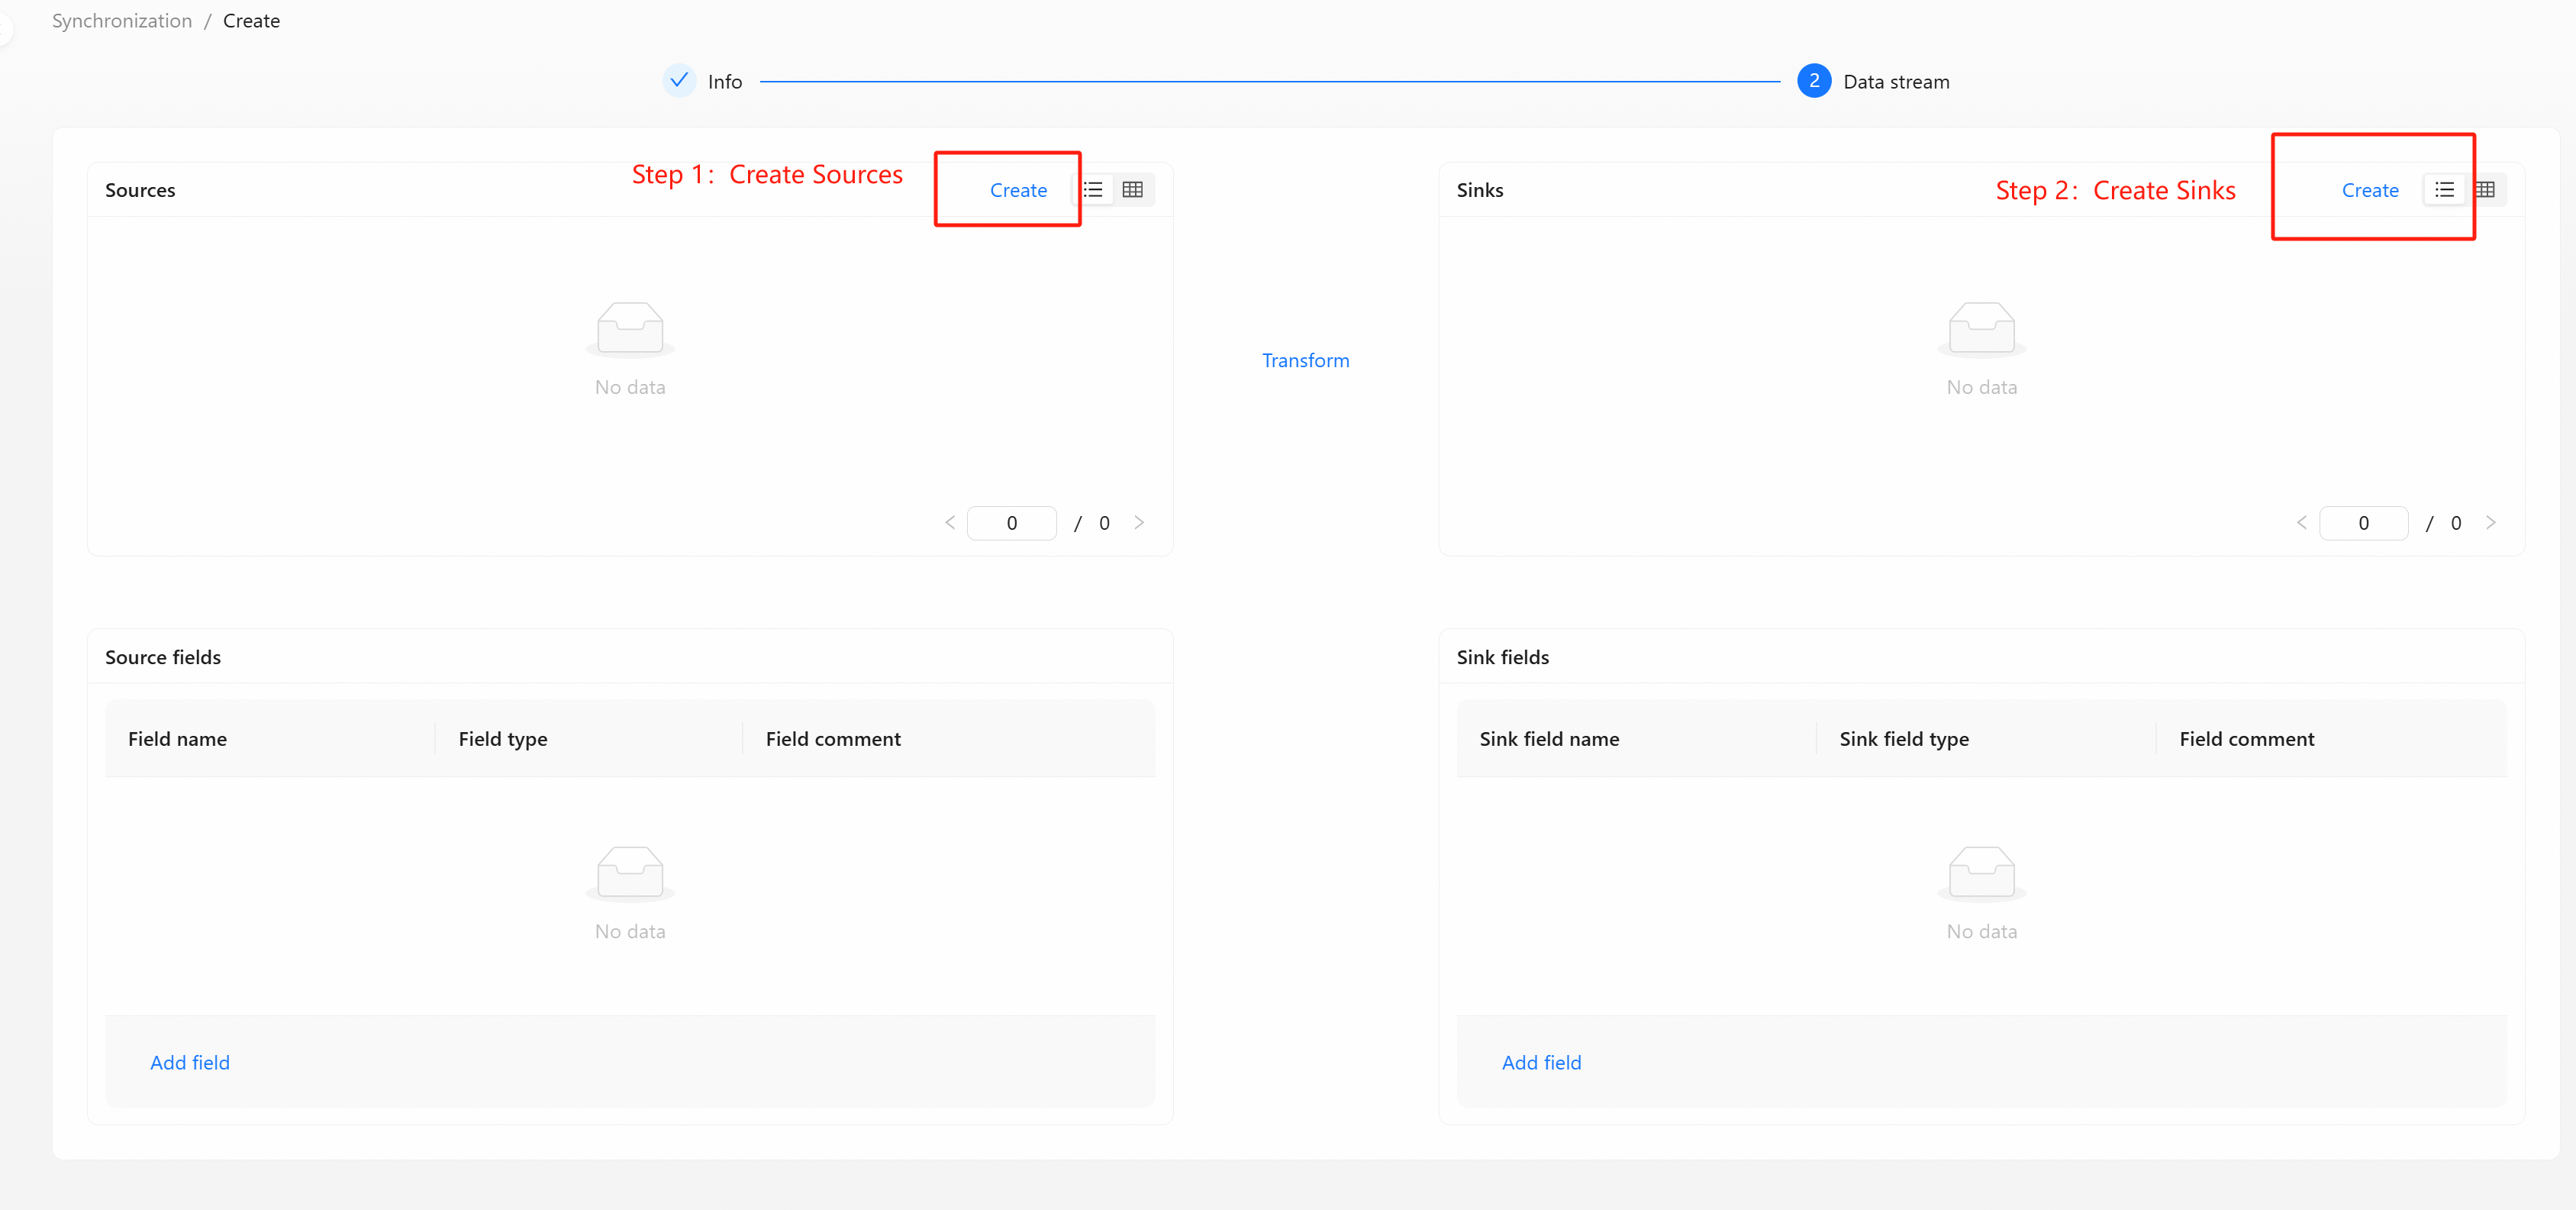 Synchronization / Create
Info
2 Data stream
Sources
Step 1：Create Sources
Create
No data
< 0 / 0 >
Transform
Sinks
Step 2：Create Sinks
Create
No data
< 0 / 0 >
Source fields
Field name Field type Field comment
No data
Add field
Sink fields
Sink field name Sink field type Field comment
No data
Add field